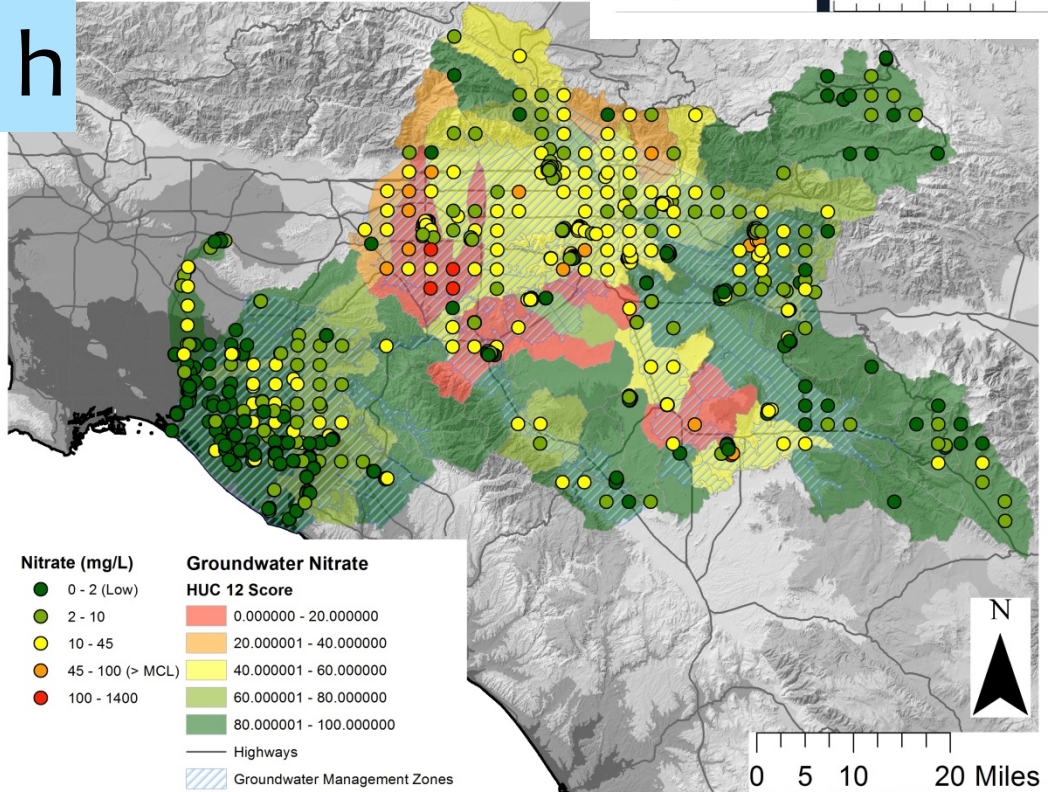 h
Nitrate (mg/L)
0 - 2 (Low)
2 - 10
10 - 45
45 - 100 (> MCL)
100 - 1400
Groundwater Nitrate
HUC 12 Score
0.000000 - 20.000000
20.000001 - 40.000000
40.000001 - 60.000000
60.000001 - 80.000000
80.000001 - 100.000000
Highways
Groundwater Management Zones
N
0 5 10 20 Miles